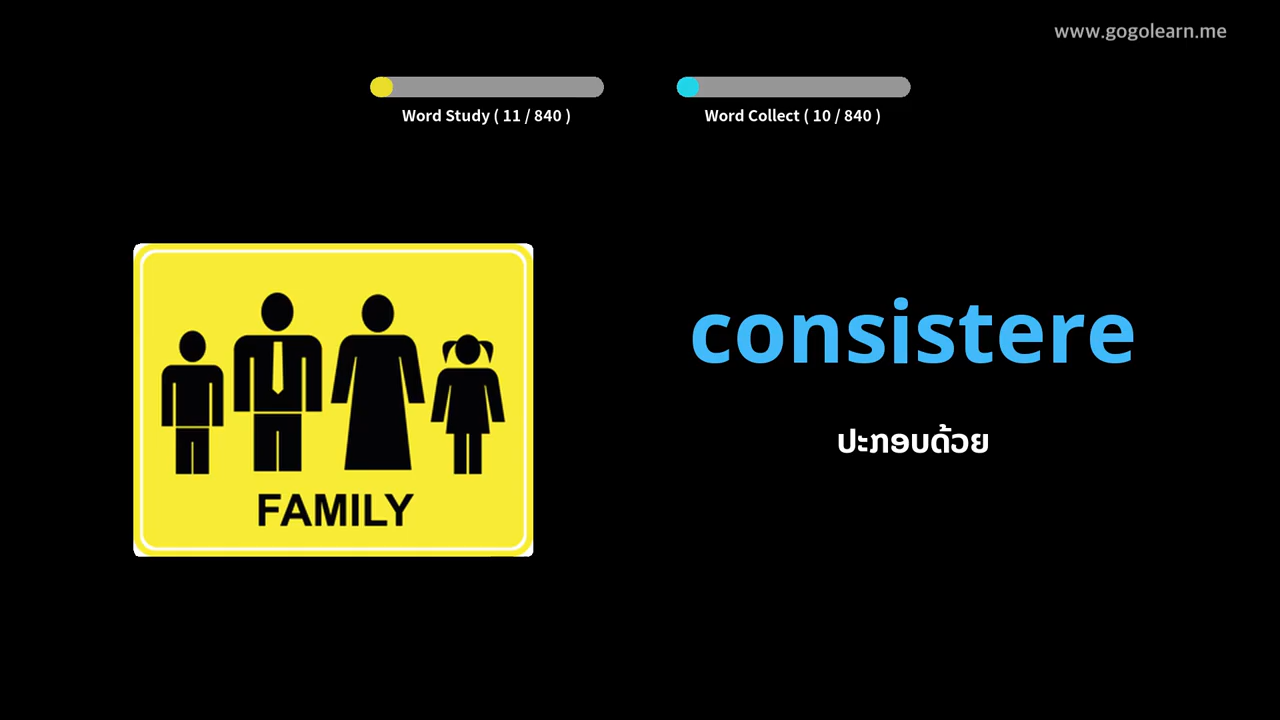 www.gogolearn.me
Word Study ( 11 / 840 )
Word Collect ( 10 / 840 )
FAMILY
consistere
ປະກອບດ້ວຍ